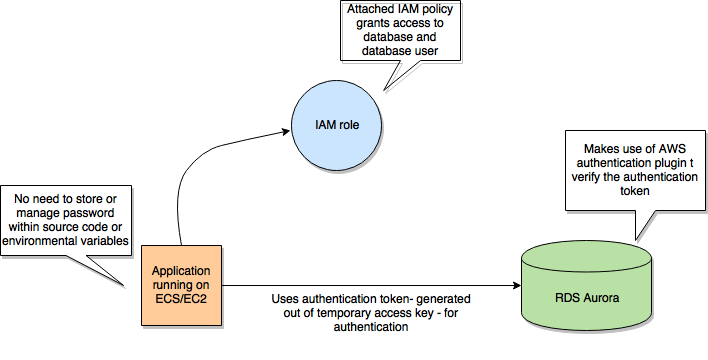 Attached IAM policy
grants access to
database and
database user
IAM role
Makes use of AWS
authentication plugin t
verify the authentication
token
No need to store or
manage password
within source code or
environmental variables
Application
running on
ECS/EC2
Uses authentication token- generated
out of temporary access key - for
authentication
RDS Aurora